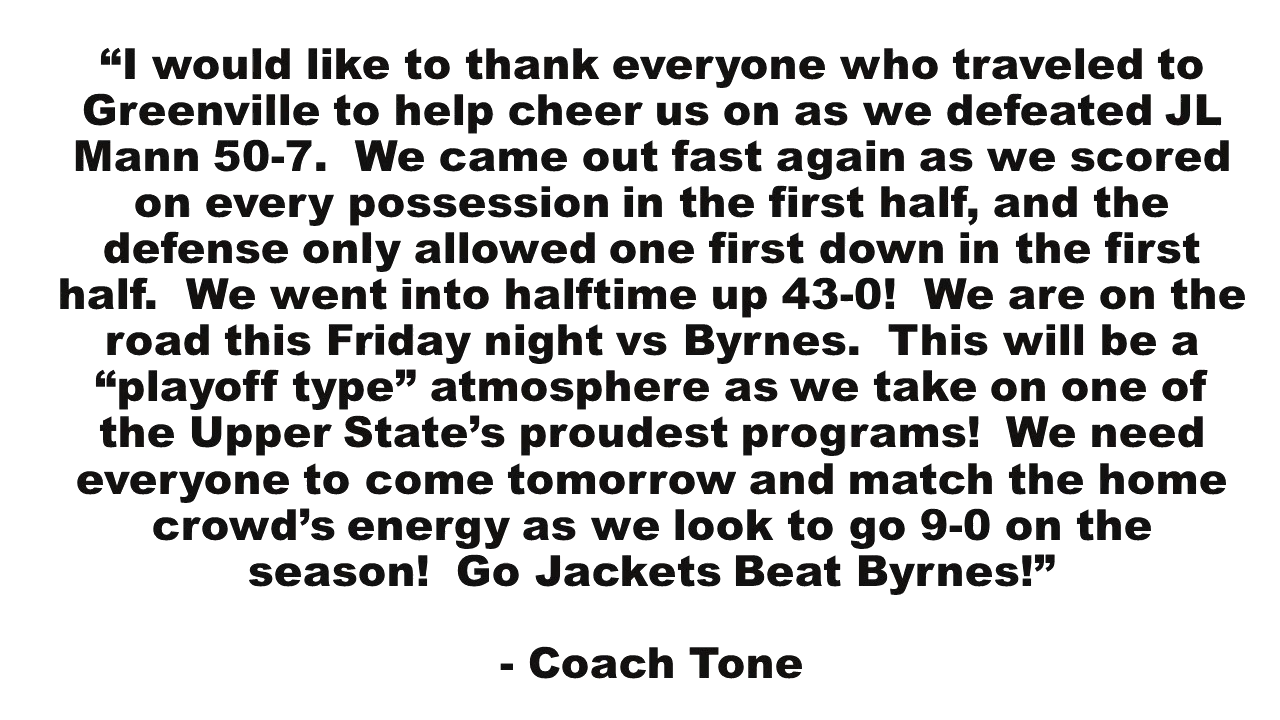 “I would like to thank everyone who traveled to
Greenville to help cheer us on as we defeated JL
Mann 50-7.  We came out fast again as we scored
on every possession in the first half, and the
defense only allowed one first down in the first
half.  We went into halftime up 43-0!  We are on the
road this Friday night vs Byrnes.  This will be a
“playoff type” atmosphere as we take on one of
the Upper State’s proudest programs!  We need
everyone to come tomorrow and match the home
crowd’s energy as we look to go 9-0 on the
season!  Go Jackets Beat Byrnes!”
- Coach Tone